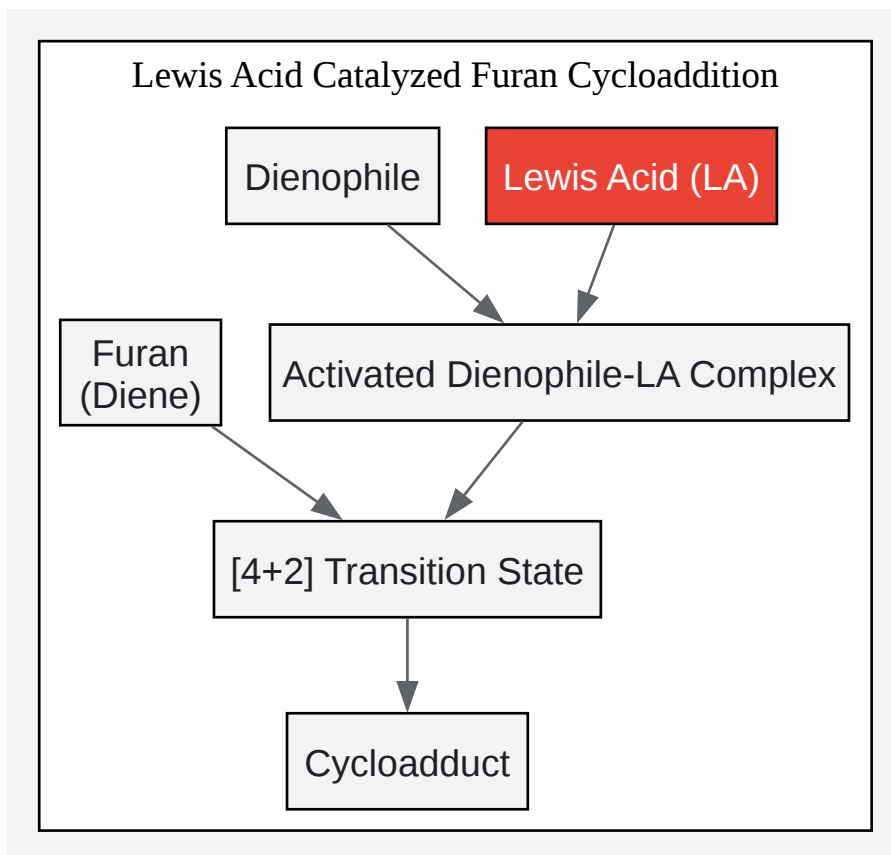 Lewis Acid Catalyzed Furan Cycloaddition
Dienophile
Lewis Acid (LA)
Furan
(Diene)
Activated Dienophile-LA Complex
[4+2] Transition State
Cycloadduct